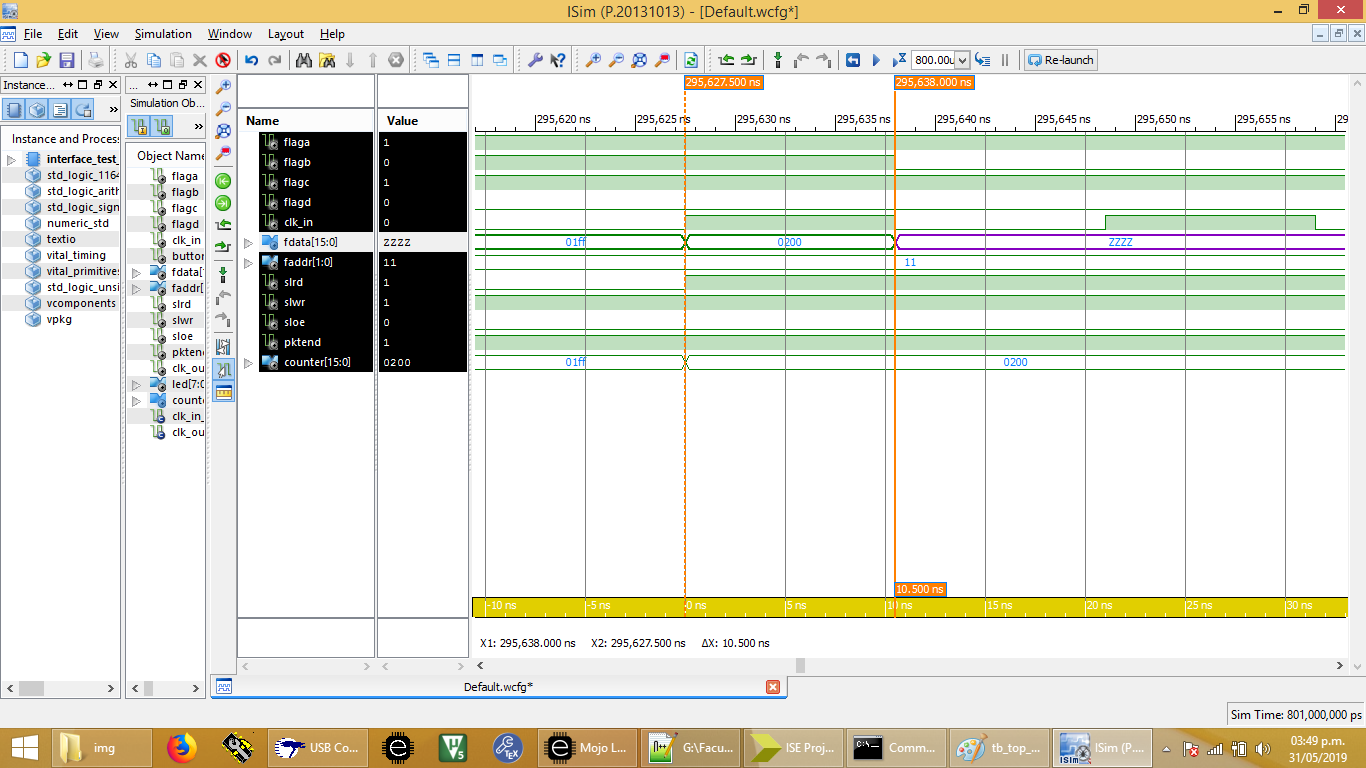 ISim (P.20131013) - [Default.wcfg*]
File Edit View Simulation Window Layout Help
800.00u
Re-launch
Instance...
...
Simulation Ob...
Instance and Process
interface_test_
std_logic_1164
std_logic_arith
std_logic_sign
numeric_std
textio
vital_timing
vital_primitives
std_logic_unsi
vcomponents
vpkg
Object Name
flaga
flagb
flagc
flagd
clk_in
button
fdata[
faddr[
slrd
slwr
sloe
pktend
clk_ou
led[7:0
counte
clk_in_
clk_ou
Name Value
flaga 1
flagb 0
flagc 1
flagd 0
clk_in 0
fdata[15:0] ZZZZ
faddr[1:0] 11
slrd 1
slwr 1
sloe 0
pktend 1
counter[15:0] 0200
295,627.500 ns 295,638.000 ns
295,620 ns 295,625 ns 295,630 ns 295,635 ns 295,640 ns 295,645 ns 295,650 ns 295,655 ns
01ff 0200 ZZZZ
11
01ff 0200
10.500 ns
-10 ns -5 ns 0 ns 5 ns 10 ns 15 ns 20 ns 25 ns 30 ns
X1: 295,638.000 ns X2: 295,627.500 ns ΔX: 10.500 ns
Default.wcfg*
Sim Time: 801,000,000 ps
img
USB Co...
Mojo L...
G:\Facu...
ISE Proj...
Comm...
tb_top_...
ISim (P....
03:49 p.m.
31/05/2019